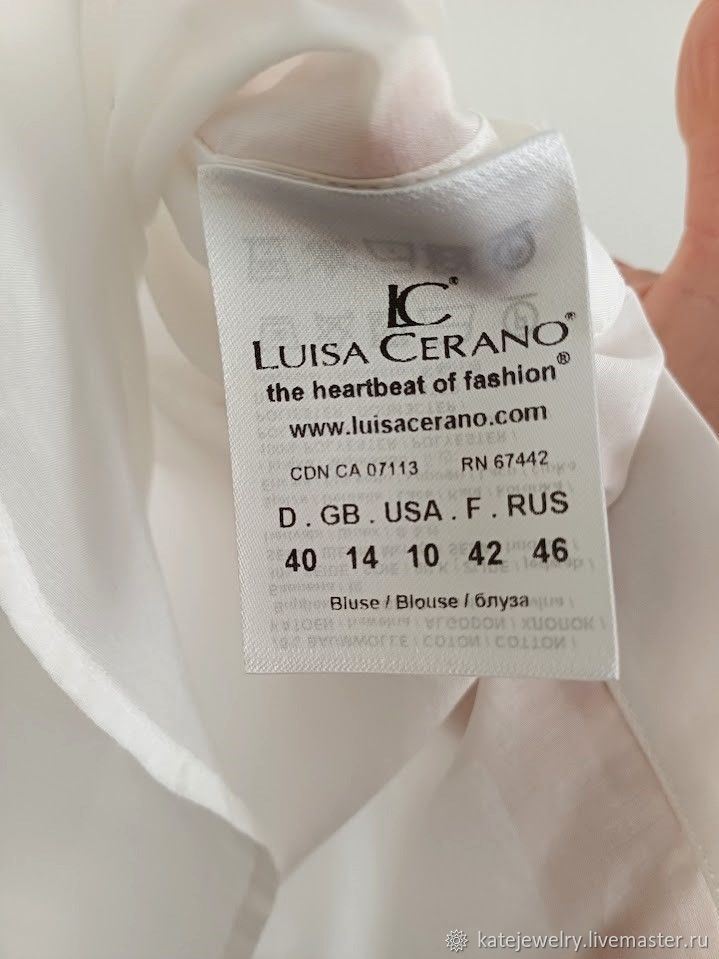 LC®
LUISA CERANO®
the heartbeat of fashion®
www.luisacerano.com
CDN CA 07113 RN 67442
D . GB . USA . F . RUS
40 14 10 42 46
Bluse / Blouse / блуза
katejewelry.livemaster.ru